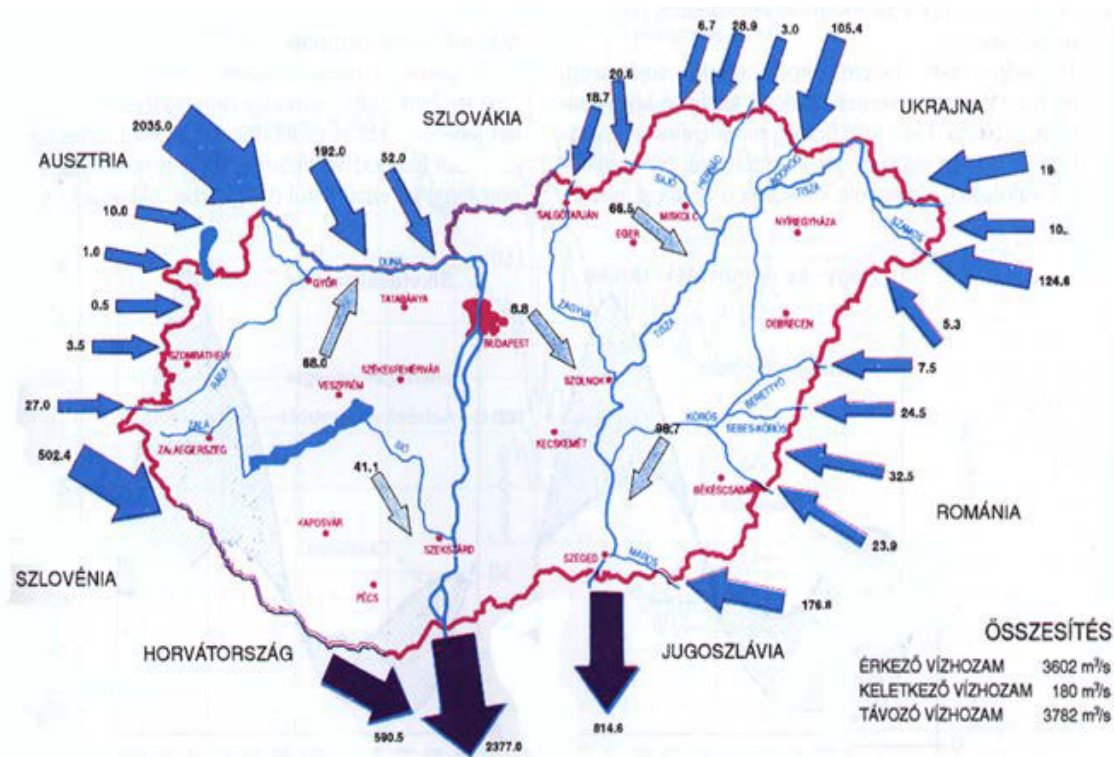 6.7
28.9
3.0
105.4
20.6
18.7
SZLOVÁKIA
UKRAJNA
2035.0
192.0
52.0
AUSZTRIA
10.0
1.0
0.5
3.5
27.0
502.4
GYŐR
DUNA
TATABÁNYA
BUDAPEST
SZOMBATHELY
RÁBA
68.0
VESZPRÉM
SZÉKESFEHÉRVÁR
ZALA
ZALAEGERSZEG
SIÓ
41.1
KAPOSVÁR
SZEKSZÁRD
PÉCS
SALGÓTARJÁN
SAJÓ
MISKOLC
HERNÁD
BODROG
TISZA
NYÍREGYHÁZA
SZAMOS
66.5
EGER
ZAGYVA
TISZA
8.8
SZOLNOK
DEBRECEN
BERETTYÓ
KÖRÖS
SEBES-KÖRÖS
KECSKEMÉT
98.7
BÉKÉSCSABA
SZEGED
MAROS
19
10.
124.6
5.3
7.5
24.5
32.5
23.9
176.8
ROMÁNIA
SZLOVÉNIA
HORVÁTORSZÁG
JUGOSZLÁVIA
590.5
2377.0
814.6
ÖSSZESÍTÉS
ÉRKEZŐ VÍZHOZAM 3602 m³/s
KELETKEZŐ VÍZHOZAM 180 m³/s
TÁVOZÓ VÍZHOZAM 3782 m³/s